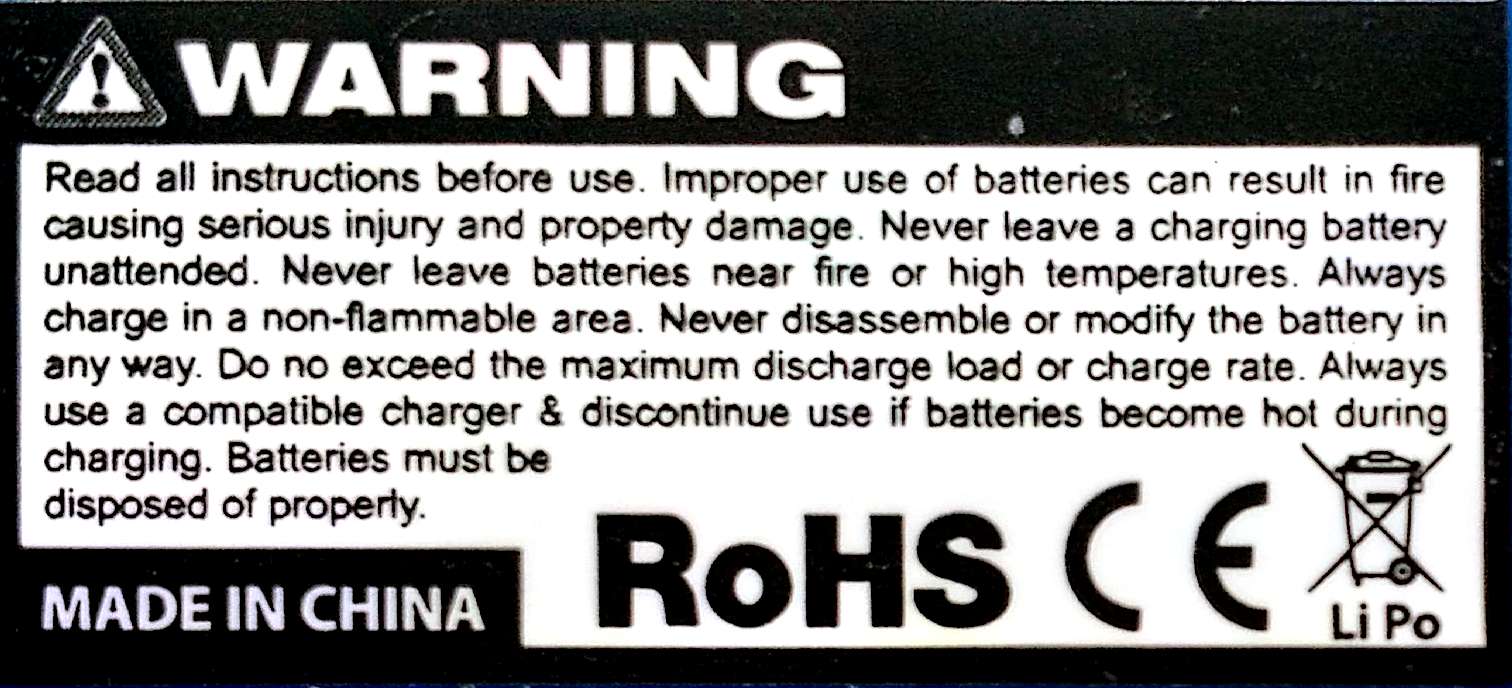 WARNING
Read all instructions before use. Improper use of batteries can result in fire
causing serious injury and property damage. Never leave a charging battery
unattended. Never leave batteries near fire or high temperatures. Always
charge in a non-flammable area. Never disassemble or modify the battery in
any way. Do no exceed the maximum discharge load or charge rate. Always
use a compatible charger & discontinue use if batteries become hot during
charging. Batteries must be
disposed of properly.
RoHS CE
Li Po
MADE IN CHINA